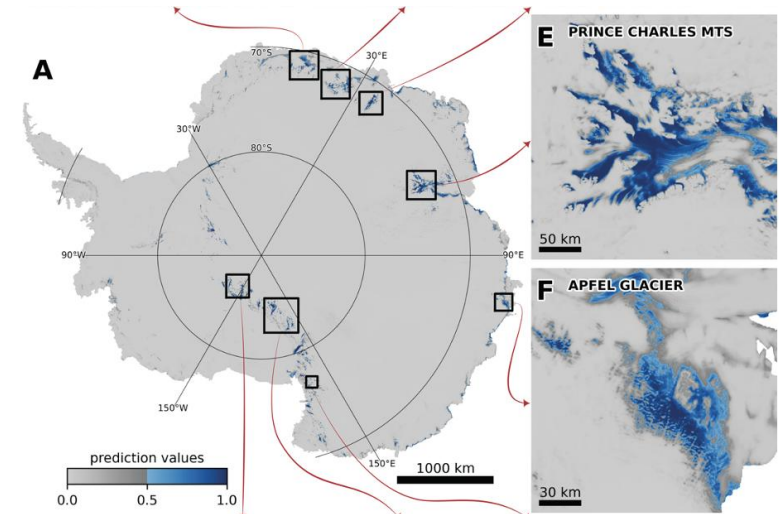 A
70°S
30°E
30°W
80°S
90°W
90°E
150°W
150°E
prediction values
0.0 0.5 1.0
1000 km
E PRINCE CHARLES MTS
50 km
F APFEL GLACIER
30 km